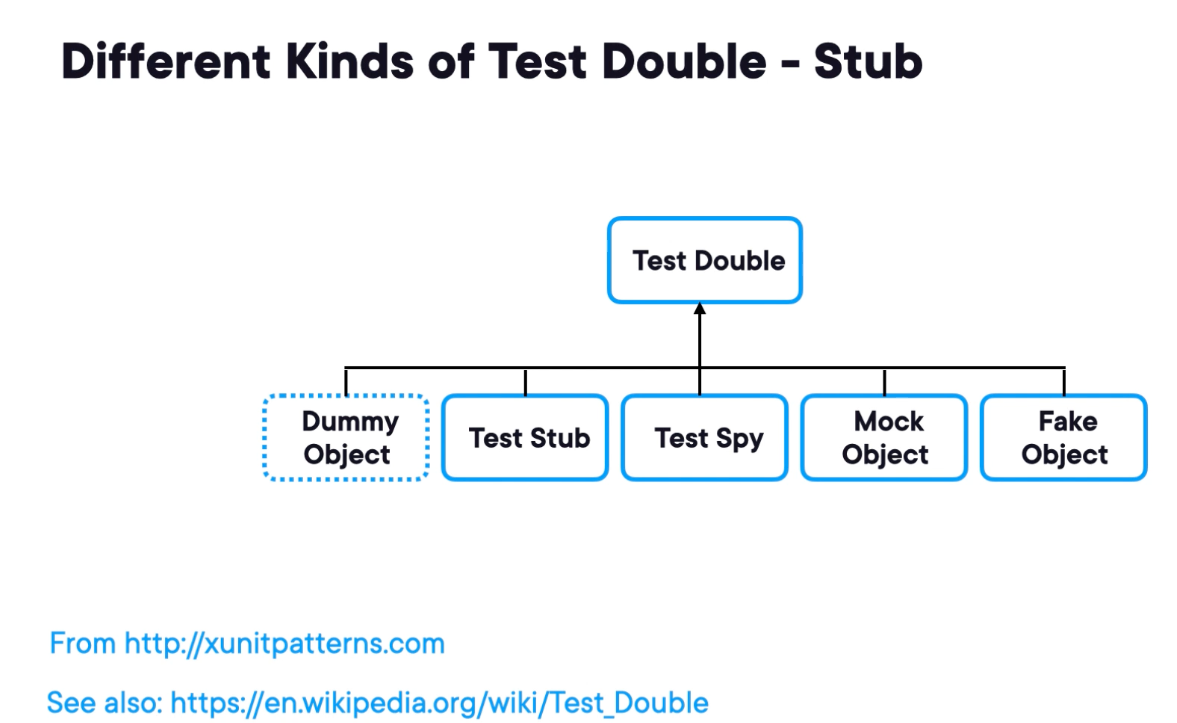 Different Kinds of Test Double - Stub
Test Double
Dummy
Object
Test Stub
Test Spy
Mock
Object
Fake
Object
From http://xunitpatterns.com
See also: https://en.wikipedia.org/wiki/Test_Double